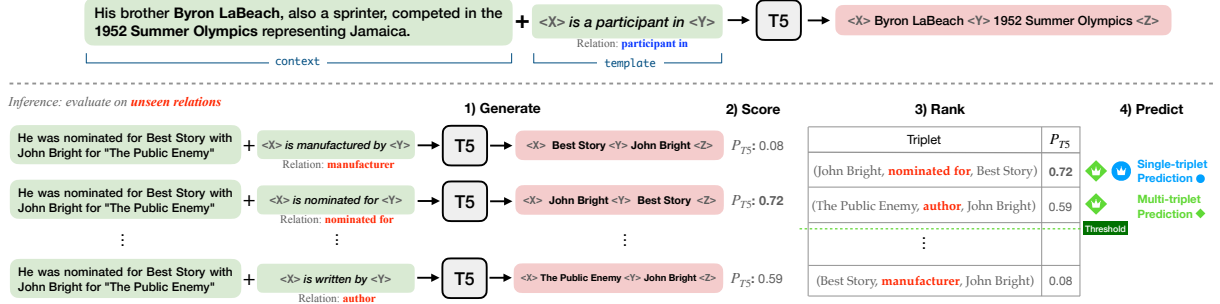 His brother Byron LaBeach, also a sprinter, competed in the
1952 Summer Olympics representing Jamaica.
+
<X> is a participant in <Y>
Relation: participant in
T5
<X> Byron LaBeach <Y> 1952 Summer Olympics <Z>
context
template
Inference: evaluate on unseen relations
1) Generate
2) Score
3) Rank
4) Predict
He was nominated for Best Story with
John Bright for "The Public Enemy"
+
<X> is manufactured by <Y>
Relation: manufacturer
T5
<X> Best Story <Y> John Bright <Z>
P_T5: 0.08
He was nominated for Best Story with
John Bright for "The Public Enemy"
+
<X> is nominated for <Y>
Relation: nominated for
T5
<X> John Bright <Y> Best Story <Z>
P_T5: 0.72
⋮
⋮
⋮
He was nominated for Best Story with
John Bright for "The Public Enemy"
+
<X> is written by <Y>
Relation: author
T5
<X> The Public Enemy <Y> John Bright <Z>
P_T5: 0.59
Triplet P_T5
(John Bright, nominated for, Best Story) 0.72
(The Public Enemy, author, John Bright) 0.59
⋮
(Best Story, manufacturer, John Bright) 0.08
Single-triplet
Prediction
Multi-triplet
Prediction
Threshold